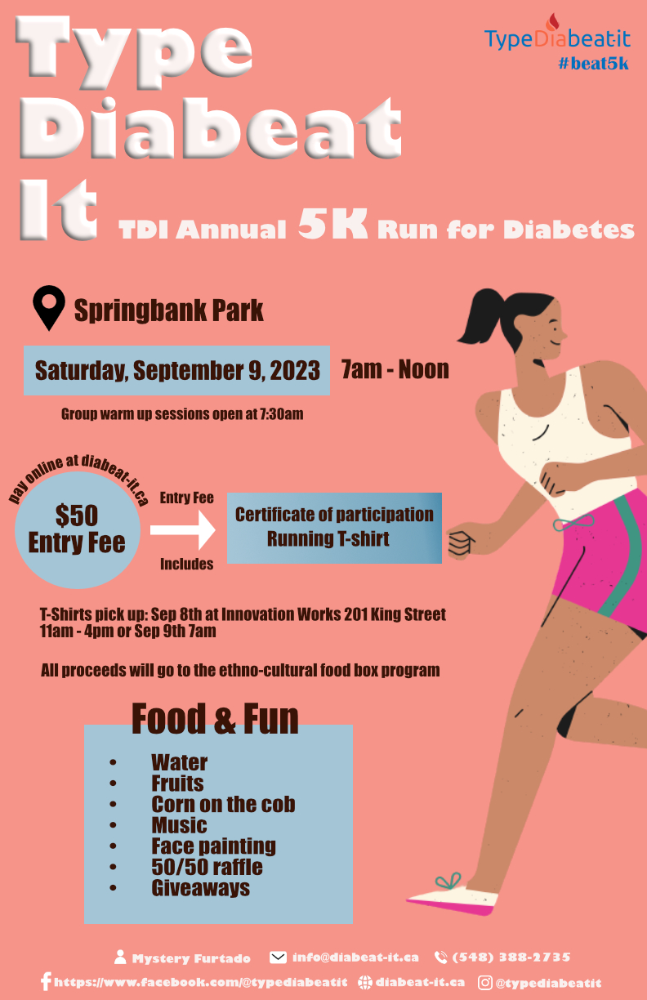 Type
Diabeat
It
TypeDiabeat·it
#beat5k
TDI Annual 5K Run for Diabetes
Springbank Park
Saturday, September 9, 2023
7am - Noon
Group warm up sessions open at 7:30am
pay online at diabeat-it.ca
$50
Entry Fee
Entry Fee
Includes
Certificate of participation
Running T-shirt
T-Shirts pick up: Sep 8th at Innovation Works 201 King Street
11am - 4pm or Sep 9th 7am
All proceeds will go to the ethno-cultural food box program
Food & Fun
• Water
• Fruits
• Corn on the cob
• Music
• Face painting
• 50/50 raffle
• Giveaways
Mystery Furtado
info@diabeat-it.ca
(548) 388-2735
https://www.facebook.com/@typediabeatit
diabeat-it.ca
@typediabeatit